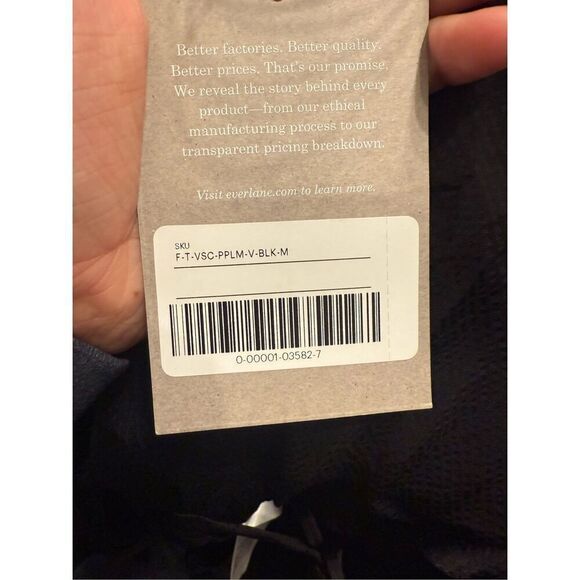 Better factories. Better quality.
Better prices. That's our promise.
We reveal the story behind every
product—from our ethical
manufacturing process to our
transparent pricing breakdown.
Visit everlane.com to learn more.
SKU
F-T-VSC-PPLM-V-BLK-M
0-00001-03582-7